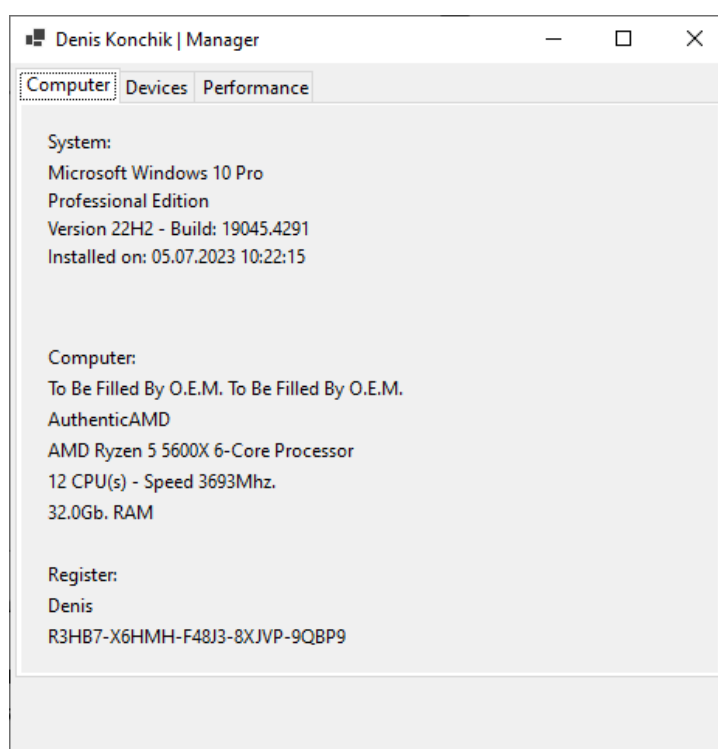 Denis Konchik | Manager
Computer Devices Performance
System:
Microsoft Windows 10 Pro
Professional Edition
Version 22H2 - Build: 19045.4291
Installed on: 05.07.2023 10:22:15
Computer:
To Be Filled By O.E.M. To Be Filled By O.E.M.
AuthenticAMD
AMD Ryzen 5 5600X 6-Core Processor
12 CPU(s) - Speed 3693Mhz.
32.0Gb. RAM
Register:
Denis
R3HB7-X6HMH-F48J3-8XJVP-9QBP9